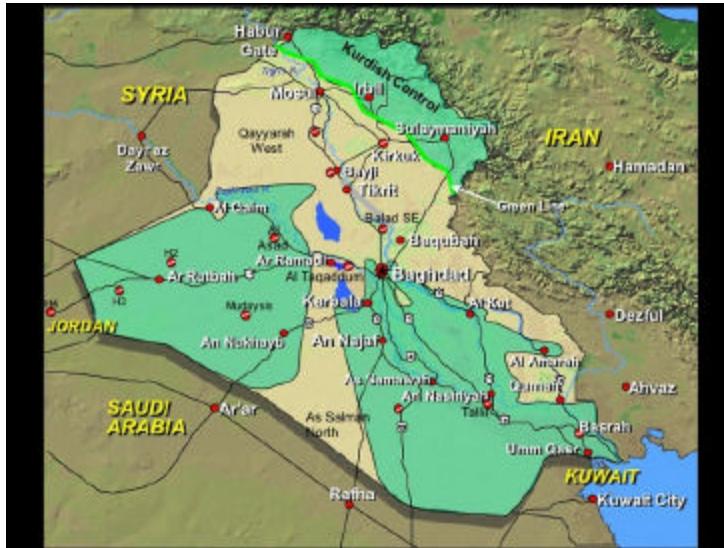 Habur
Gate
Kurdish Control
SYRIA
Mosul
Irbil
Qayyarah
West
Sulaymaniyah
IRAN
Dayr az
Zawr
Kirkuk
Hamadan
Bayji
Tikrit
Green Line
Al Qaim
Balad SE
Al
Asad
Baqubah
H2
Ar Ramadi
Ar Rutbah
Al Taqaddum
Baghdad
H3
Mudaysis
Karbala
Al Kut
Dezful
JORDAN
An Nukhayb
An Najaf
Al Amarah
As Samawah
Qurnah
Ahvaz
An Nasiriyah
Tallil
SAUDI
ARABIA
Ar'ar
As Salman
North
Basrah
Umm Qasr
KUWAIT
Rafha
Kuwait City